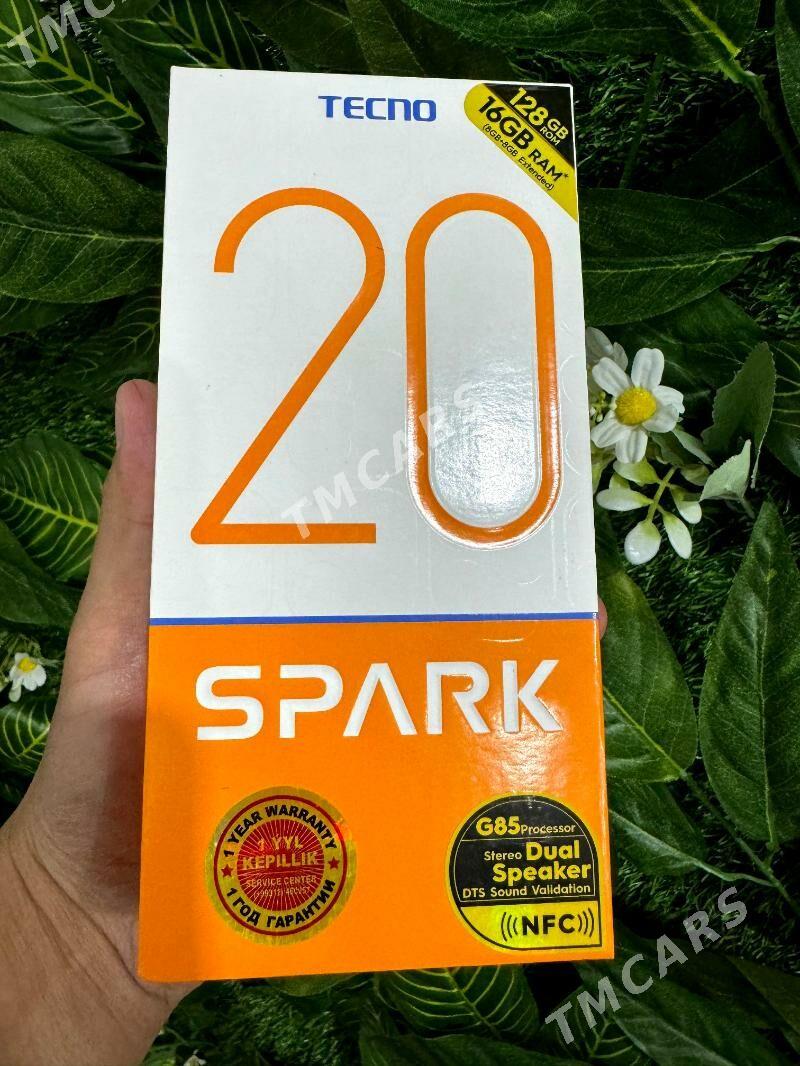 TMCARS
TECNO
128GB ROM
16GB RAM*
(8GB+8GB Extended)
20
TMCARS
SPARK
1 YEAR WARRANTY
1 YYL
KEPILLIK
SERVICE CENTER
1 ГОД ГАРАНТИИ
G85 Processor
Stereo Dual
Speaker
DTS Sound Validation
(((NFC)))
TMCARS